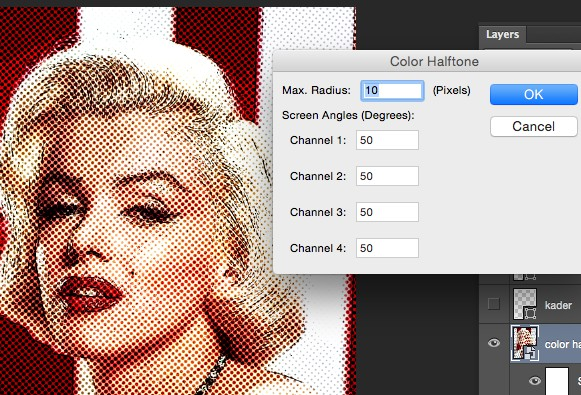 Layers
Color Halftone
Max. Radius: 10 (Pixels)
OK
Screen Angles (Degrees):
Cancel
Channel 1: 50
Channel 2: 50
Channel 3: 50
Channel 4: 50
kader
color ha
S